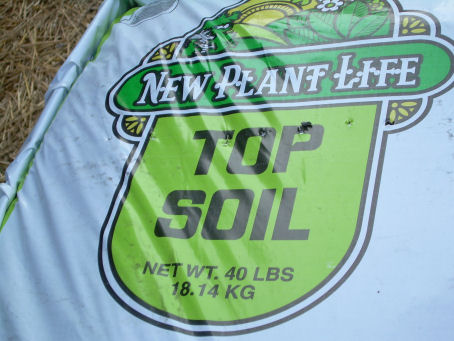 New Plant Life
TOP
SOIL
NET WT. 40 LBS
18.14 KG